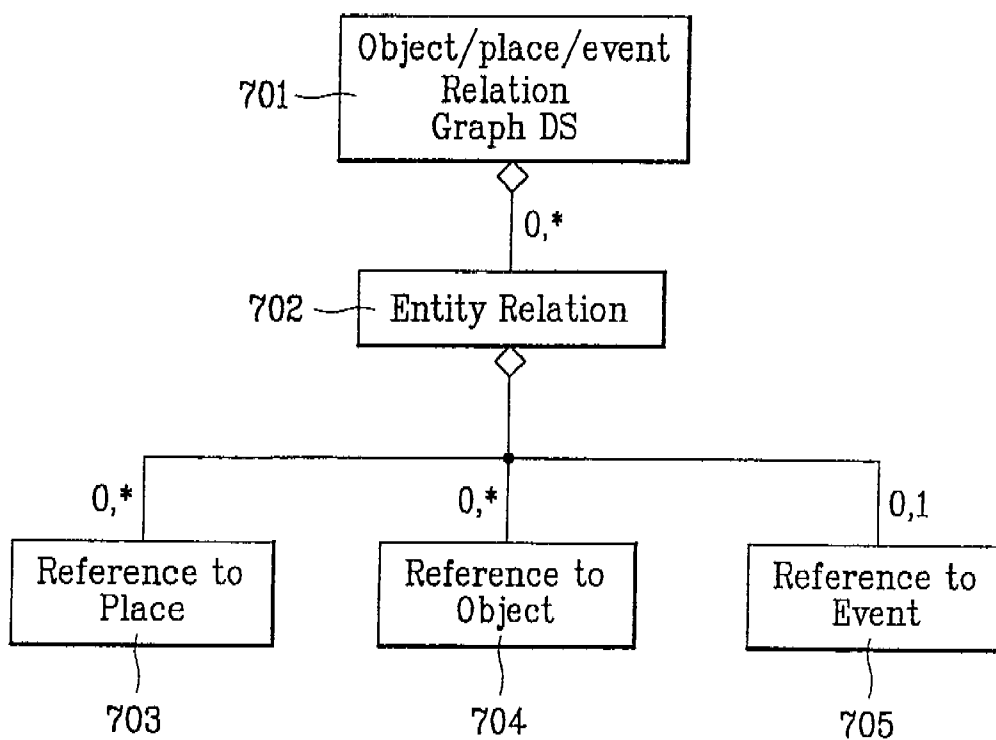 Object/place/event
Relation
Graph DS
701
0,*
702
Entity Relation
0,*
0,*
0,1
Reference to
Place
Reference to
Object
Reference to
Event
703
704
705